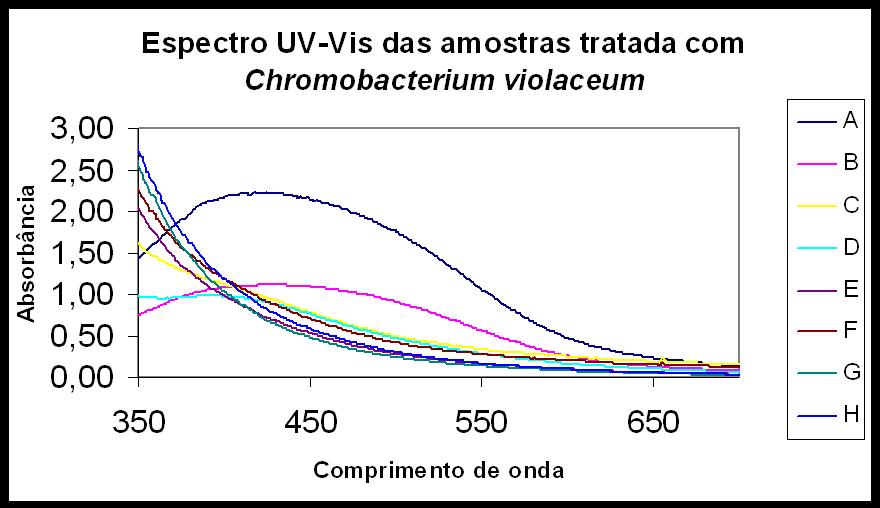 Espectro UV-Vis das amostras tratada com
Chromobacterium violaceum
Absorbância
3,00
2,50
2,00
1,50
1,00
0,50
0,00
350 450 550 650
Comprimento de onda
A
B
C
D
E
F
G
H